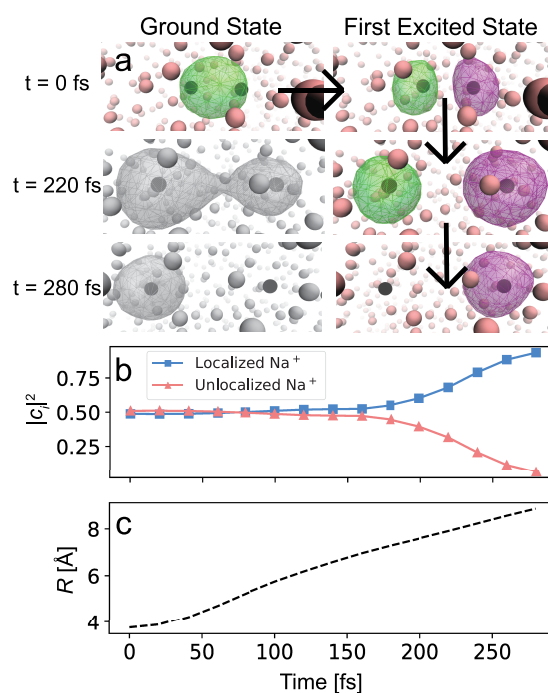 Ground State
First Excited State
a
t = 0 fs
t = 220 fs
t = 280 fs
b
Localized Na⁺
Unlocalized Na⁺
|cᵢ|²
0.75
0.50
0.25
c
R [Å]
8
6
4
0 50 100 150 200 250
Time [fs]